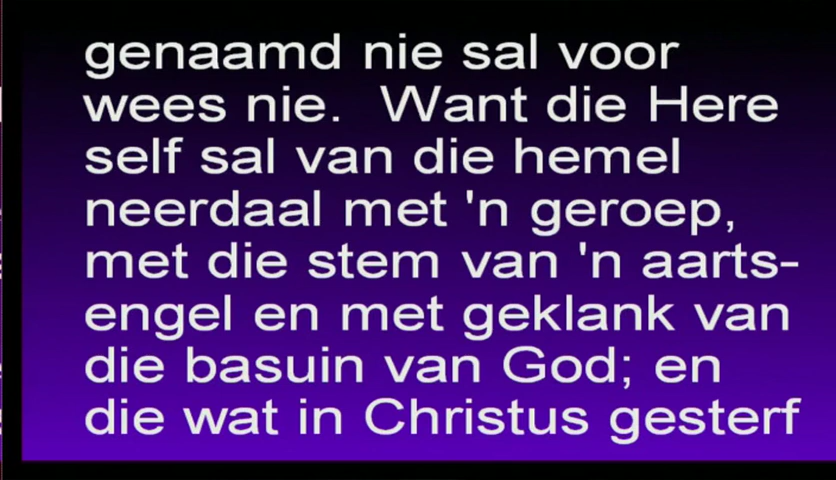 genaamd nie sal voor
wees nie.  Want die Here
self sal van die hemel
neerdaal met 'n geroep,
met die stem van 'n aarts-
engel en met geklank van
die basuin van God; en
die wat in Christus gesterf